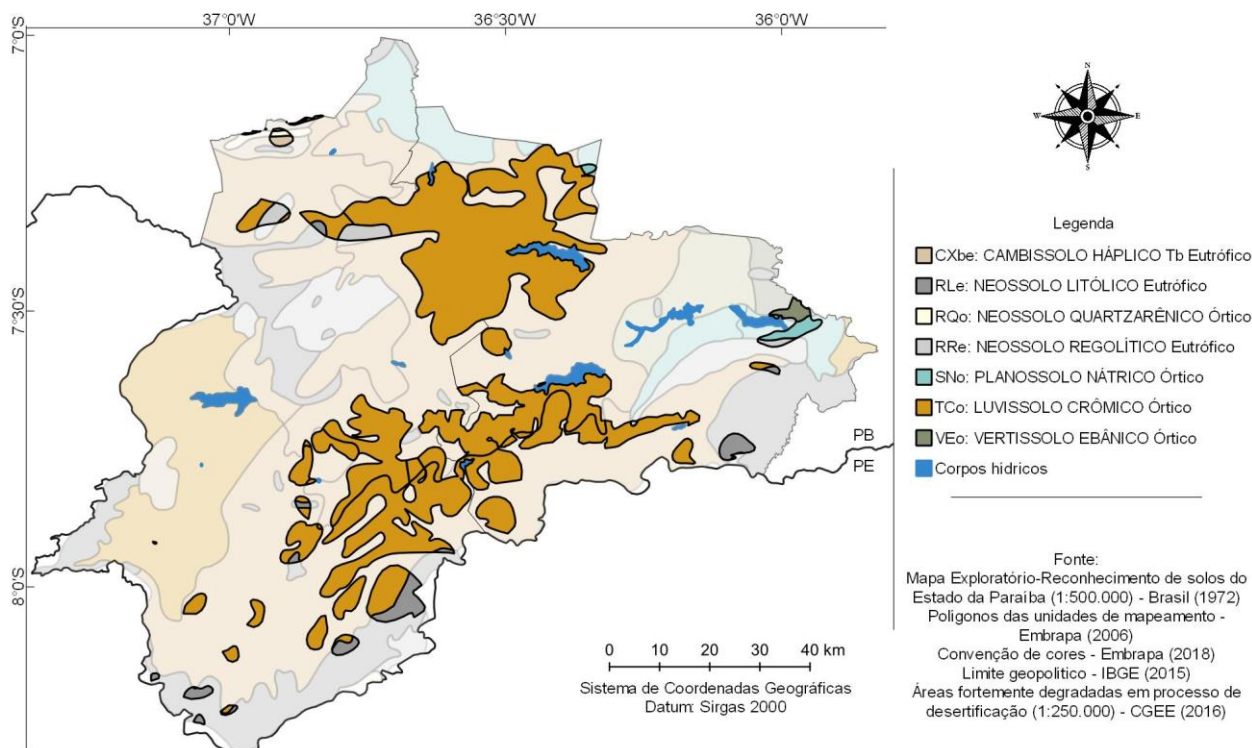 37°0'W
36°30'W
36°0'W
7°0'S
7°30'S
8°0'S
N
W
E
S
PB
PE
Legenda
CXbe: CAMBISSOLO HÁPLICO Tb Eutrófico
RLe: NEOSSOLO LITÓLICO Eutrófico
RQo: NEOSSOLO QUARTZARÊNICO Órtico
RRe: NEOSSOLO REGOLÍTICO Eutrófico
SNo: PLANOSSOLO NÁTRICO Órtico
TCo: LUVISSOLO CRÔMICO Órtico
VEo: VERTISSOLO EBÂNICO Órtico
Corpos hídricos
0 10 20 30 40 km
Sistema de Coordenadas Geográficas
Datum: Sirgas 2000
Fonte:
Mapa Exploratório-Reconhecimento de solos do
Estado da Paraíba (1:500.000) - Brasil (1972)
Poligonos das unidades de mapeamento -
Embrapa (2006)
Convenção de cores - Embrapa (2018)
Limite geopolitico - IBGE (2015)
Áreas fortemente degradadas em processo de
desertificação (1:250.000) - CGEE (2016)